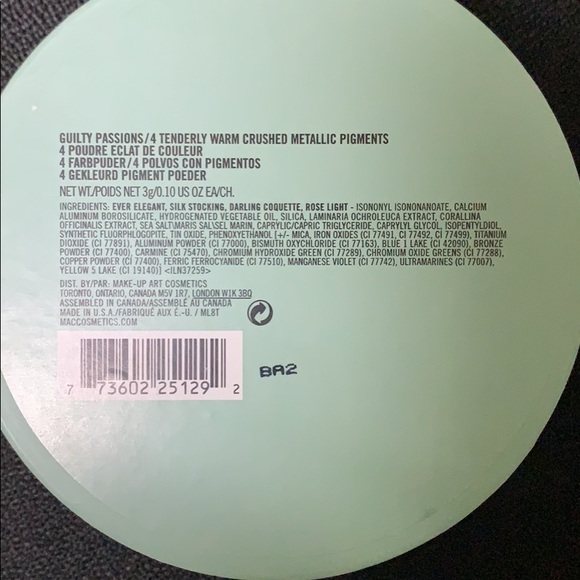 GUILTY PASSIONS/4 TENDERLY WARM CRUSHED METALLIC PIGMENTS
4 POUDRE ECLAT DE COULEUR
4 FARBPUDER/4 POLVOS CON PIGMENTOS
4 GEKLEURD PIGMENT POEDER
NET WT./POIDS NET 3g/0.10 US OZ EA/CH.
INGREDIENTS: EVER ELEGANT, SILK STOCKING, DARLING COQUETTE, ROSE LIGHT - ISONONYL ISONONANOATE, CALCIUM
ALUMINUM BOROSILICATE, HYDROGENATED VEGETABLE OIL, SILICA, LAMINARIA OCHROLEUCA EXTRACT, CORALLINA
OFFICINALIS EXTRACT, SEA SALT\MARIS SAL\SEL MARIN, CAPRYLIC/CAPRIC TRIGLYCERIDE, CAPRYLYL GLYCOL, ISOPENTYLDIOL,
SYNTHETIC FLUORPHLOGOPITE, TIN OXIDE, PHENOXYETHANOL [+/- MICA, IRON OXIDES (CI 77491, CI 77492, CI 77499), TITANIUM
DIOXIDE (CI 77891), ALUMINUM POWDER (CI 77000), BISMUTH OXYCHLORIDE (CI 77163), BLUE 1 LAKE (CI 42090), BRONZE
POWDER (CI 77400), CARMINE (CI 75470), CHROMIUM HYDROXIDE GREEN (CI 77289), CHROMIUM OXIDE GREENS (CI 77288),
COPPER POWDER (CI 77400), FERRIC FERROCYANIDE (CI 77510), MANGANESE VIOLET (CI 77742), ULTRAMARINES (CI 77007),
YELLOW 5 LAKE (CI 19140)] <ILN37259>
DIST. BY/PAR: MAKE-UP ART COSMETICS
TORONTO, ONTARIO, CANADA M5V 1R7, LONDON W1K 3BQ
ASSEMBLED IN CANADA/ASSEMBLÉ AU CANADA
MADE IN U.S.A./FABRIQUÉ AUX É.-U. / ML8T
MACCOSMETICS.COM
7 73602 25129 2
BA2